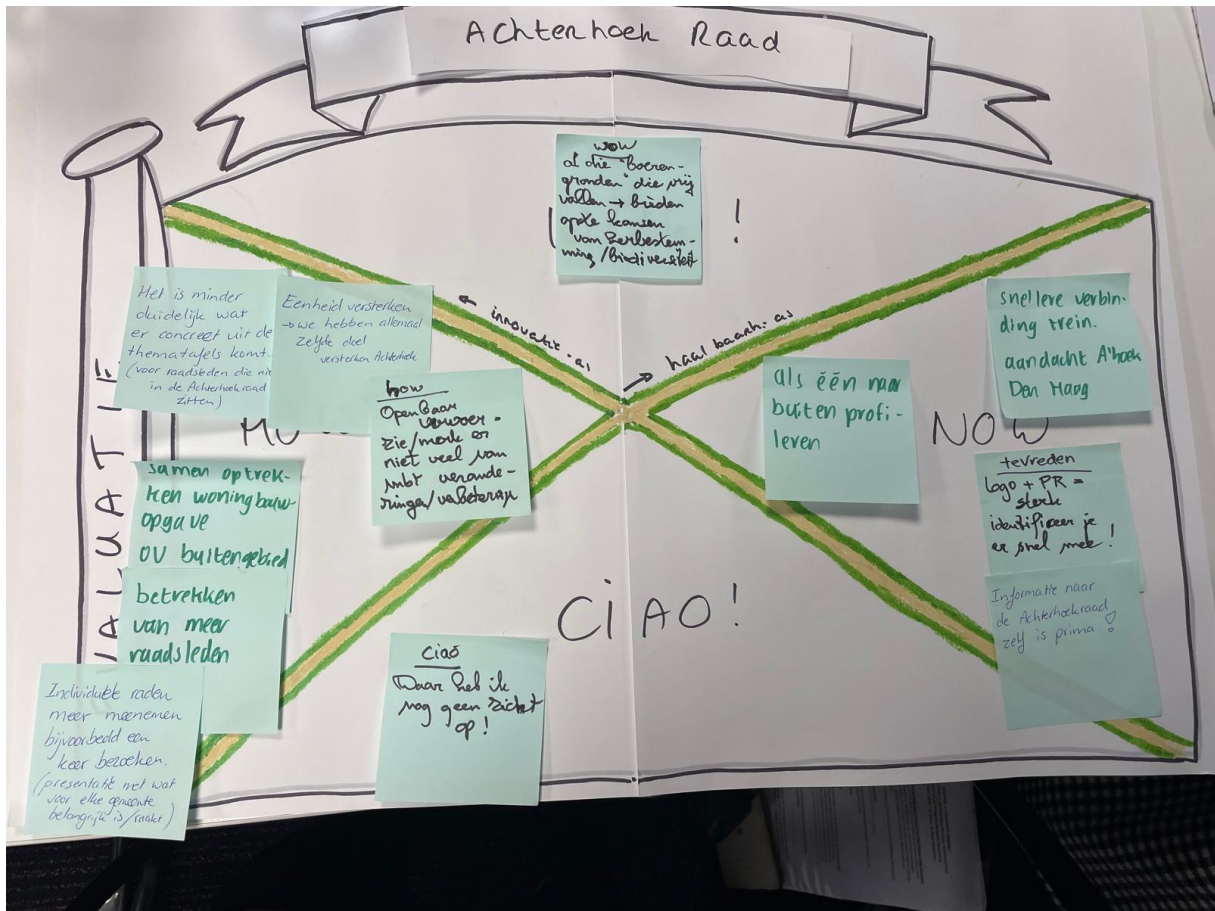 Achterhoek Raad
WOW
al die "boeren-
gronden" die vrij
vallen → bieden
kansen
van herbestem-
ming/biodiversiteit
!
innovatie-as
haalbaarh.-as
Het is minder
duidelijk wat
er concreet uit de
thematafels komt.
(voor raadsleden die nie
in de Achterhoekraad
zitten)
Eenheid versterken
→ we hebben allemaal
zelfde doel
versterken Achterhoek
how
Openbaar
vervoer -
zie/merk er
niet veel van
mbt verande-
ringen/verbetering
samen optrek-
ken woningbouw-
opgave
OV buitengebied
betrekken
van meer
raadsleden
Individuele raden
meer meenemen
bijvoorbeeld een
keer bezoeken.
(presentatie met wat
voor elke gemeente
belangrijk is/raakt)
VALUATIE
CIAO!
Ciao
Daar heb ik
nog geen zicht
op!
als één naar
buiten profi-
leren
NOW
snellere verbin-
ding trein.
aandacht A'hoek
Den Haag
tevreden
logo + PR =
sterk
identificeer je
er snel mee!
Informatie naar
de Achterhoekraad
zelf is prima!